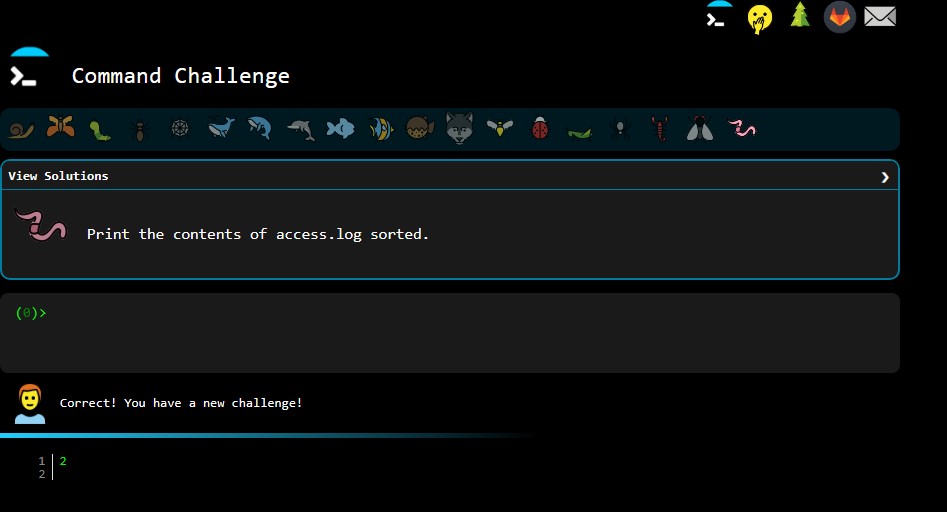 Command Challenge
View Solutions
Print the contents of access.log sorted.
(0)>
Correct! You have a new challenge!
1 2
2